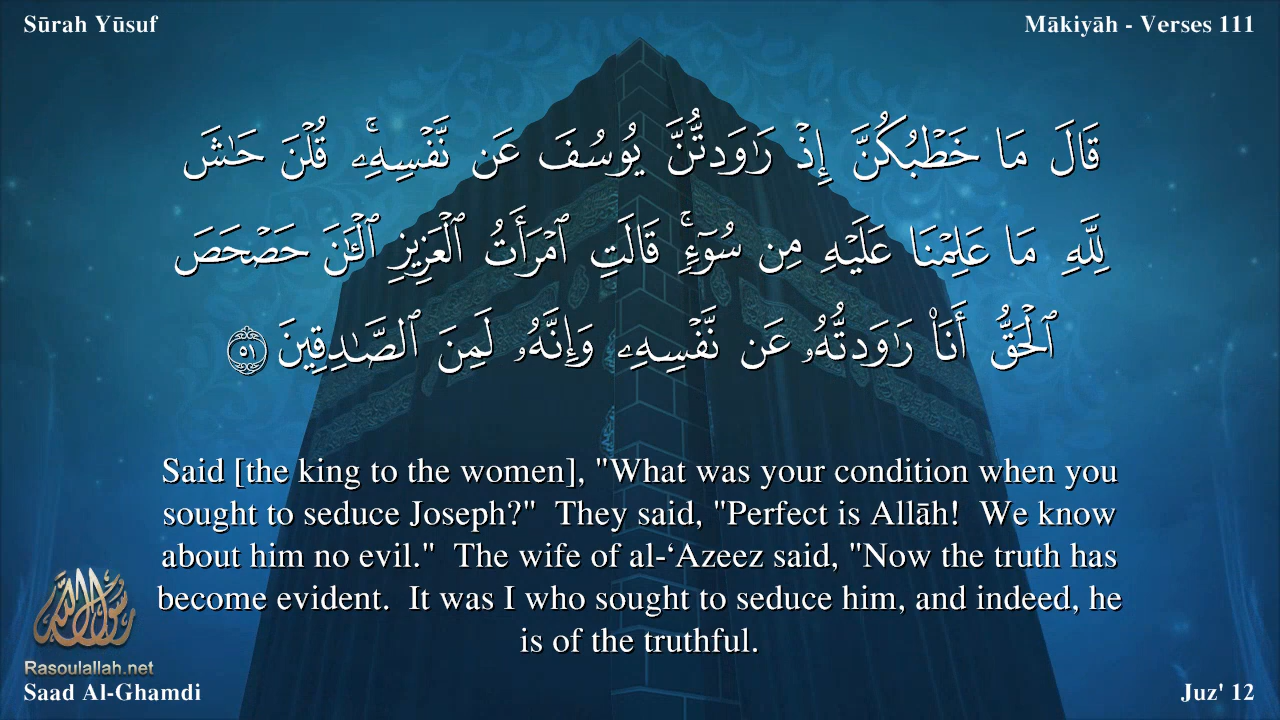 Sūrah Yūsuf
Mākiyāh - Verses 111
قَالَ مَا خَطْبُكُنَّ إِذْ رَٰوَدتُّنَّ يُوسُفَ عَن نَّفْسِهِۦ ۚ قُلْنَ حَـٰشَ
لِلَّهِ مَا عَلِمْنَا عَلَيْهِ مِن سُوٓءٍ ۚ قَالَتِ ٱمْرَأَتُ ٱلْعَزِيزِ ٱلْـَٔـٰنَ حَصْحَصَ
ٱلْحَقُّ أَنَا۠ رَٰوَدتُّهُۥ عَن نَّفْسِهِۦ وَإِنَّهُۥ لَمِنَ ٱلصَّـٰدِقِينَ ٥١
Said [the king to the women], "What was your condition when you
sought to seduce Joseph?"  They said, "Perfect is Allāh!  We know
about him no evil."  The wife of al-‘Azeez said, "Now the truth has
become evident.  It was I who sought to seduce him, and indeed, he
is of the truthful.
رسول الله
Rasoulallah.net
Saad Al-Ghamdi
Juz' 12